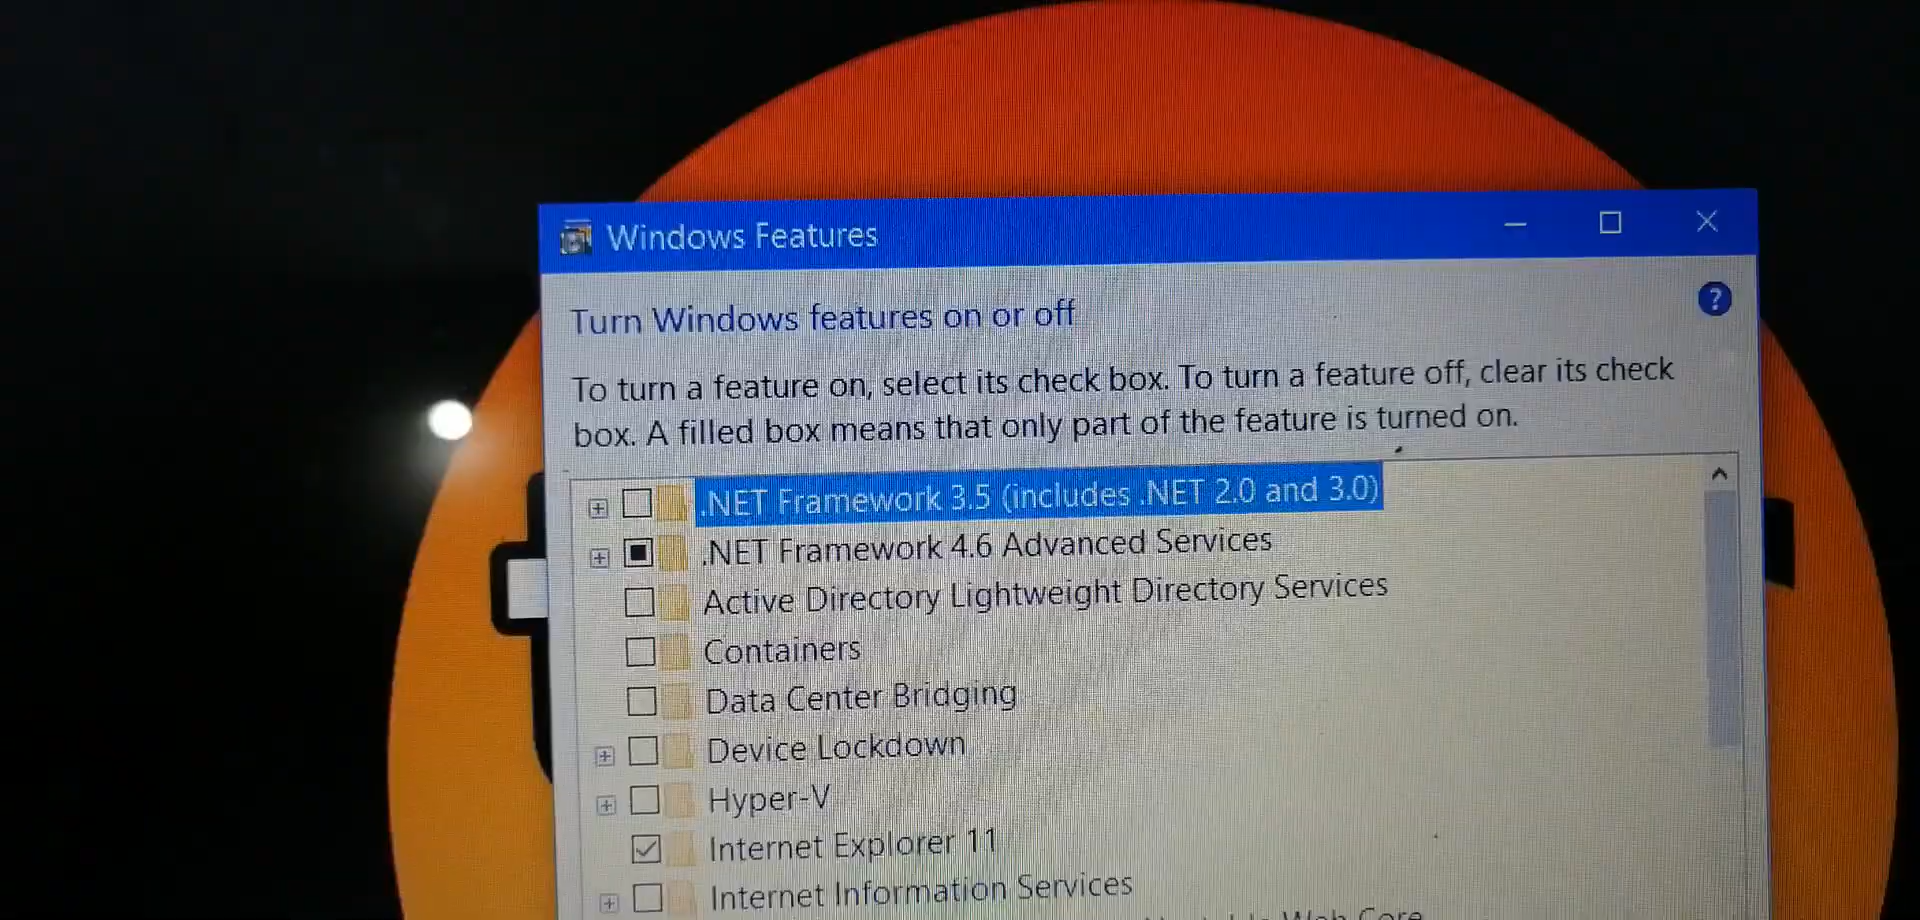 Windows Features
Turn Windows features on or off
To turn a feature on, select its check box. To turn a feature off, clear its check
box. A filled box means that only part of the feature is turned on.
.NET Framework 3.5 (includes .NET 2.0 and 3.0)
.NET Framework 4.6 Advanced Services
Active Directory Lightweight Directory Services
Containers
Data Center Bridging
Device Lockdown
Hyper-V
Internet Explorer 11
Internet Information Services
Web Core